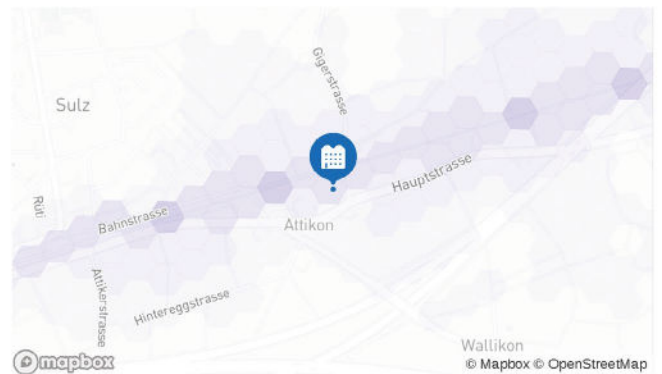 Gigerstrasse
Sulz
Hauptstrasse
Rüti
Bahnstrasse
Attikon
Attikerstrasse
Hintereggstrasse
Wallikon
mapbox
© Mapbox © OpenStreetMap